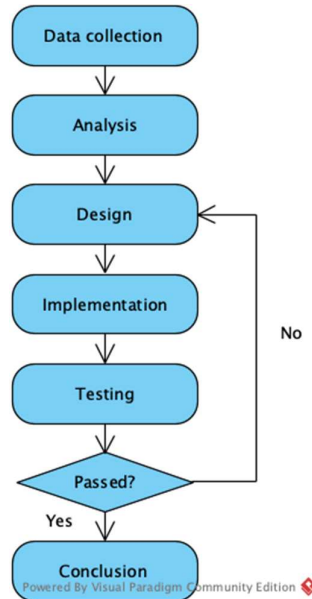 Data collection
Analysis
Design
Implementation
No
Testing
Passed?
Yes
Conclusion
Powered By Visual Paradigm Community Edition